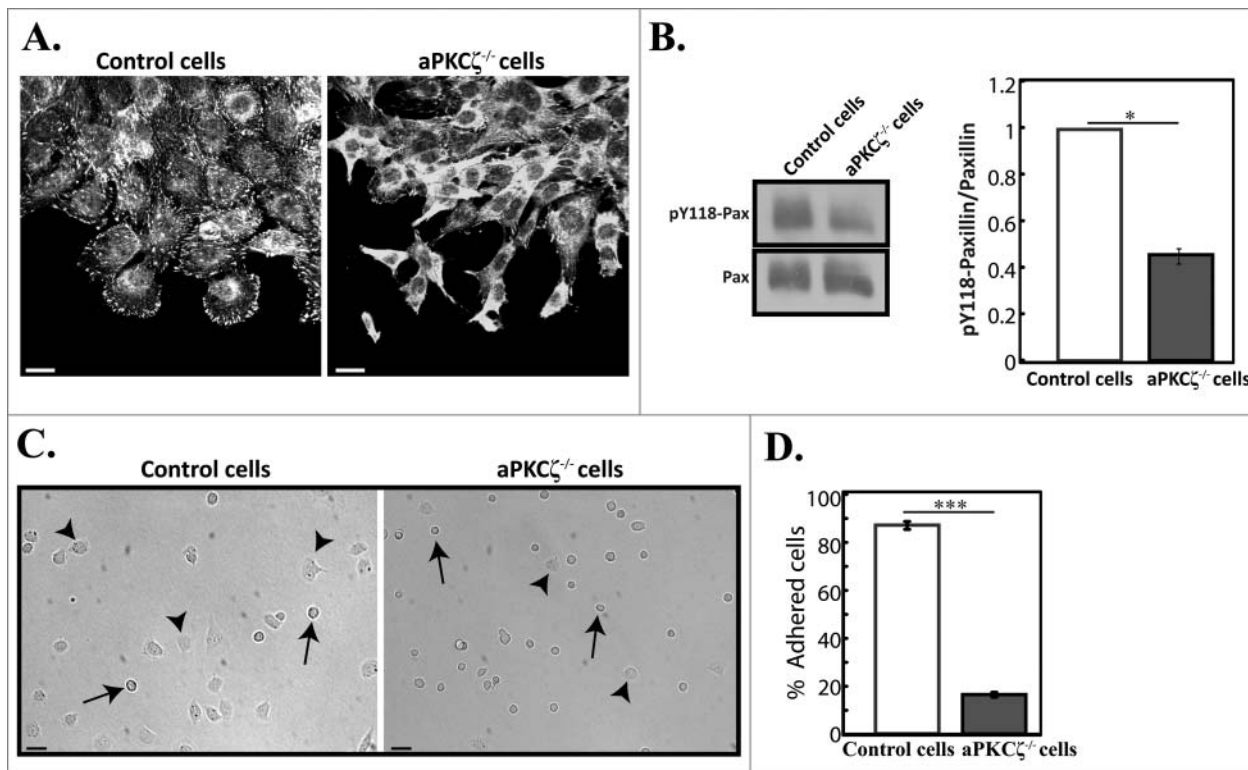 A.
Control cells
aPKCζ-/- cells
B.
Control cells
aPKCζ-/- cells
pY118-Pax
Pax
pY118-Paxillin/Paxillin
1.2
1
0.8
0.6
0.4
0.2
0
*
Control cells
aPKCζ-/- cells
C.
Control cells
aPKCζ-/- cells
D.
% Adhered cells
100
80
60
40
20
0
***
Control cells
aPKCζ-/- cells